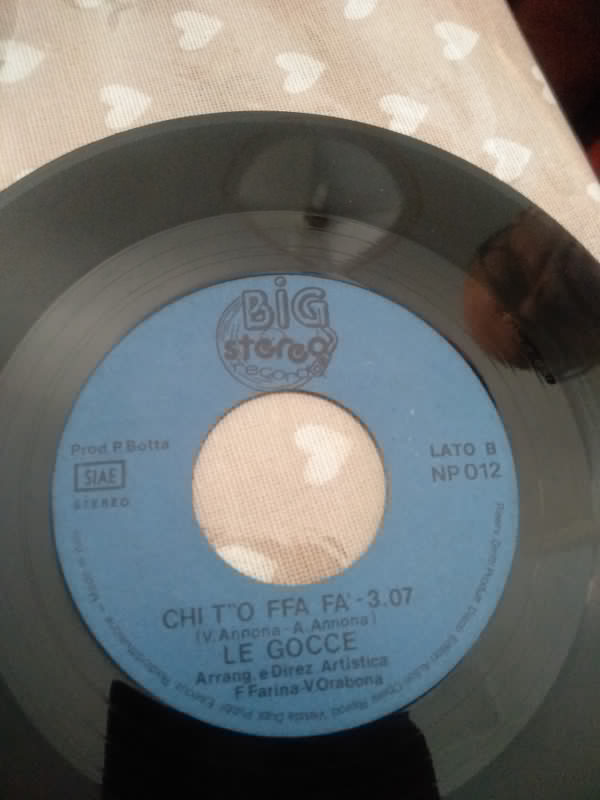 BiG
stereo
records
Prod. P. Botta
SIAE
STEREO
LATO B
NP 012
CHI T''O FFA FA' - 3.07
(V. Annona - A. Annona)
LE GOCCE
Arrang. e Direz. Artistica
F. Farina - V. Orabona